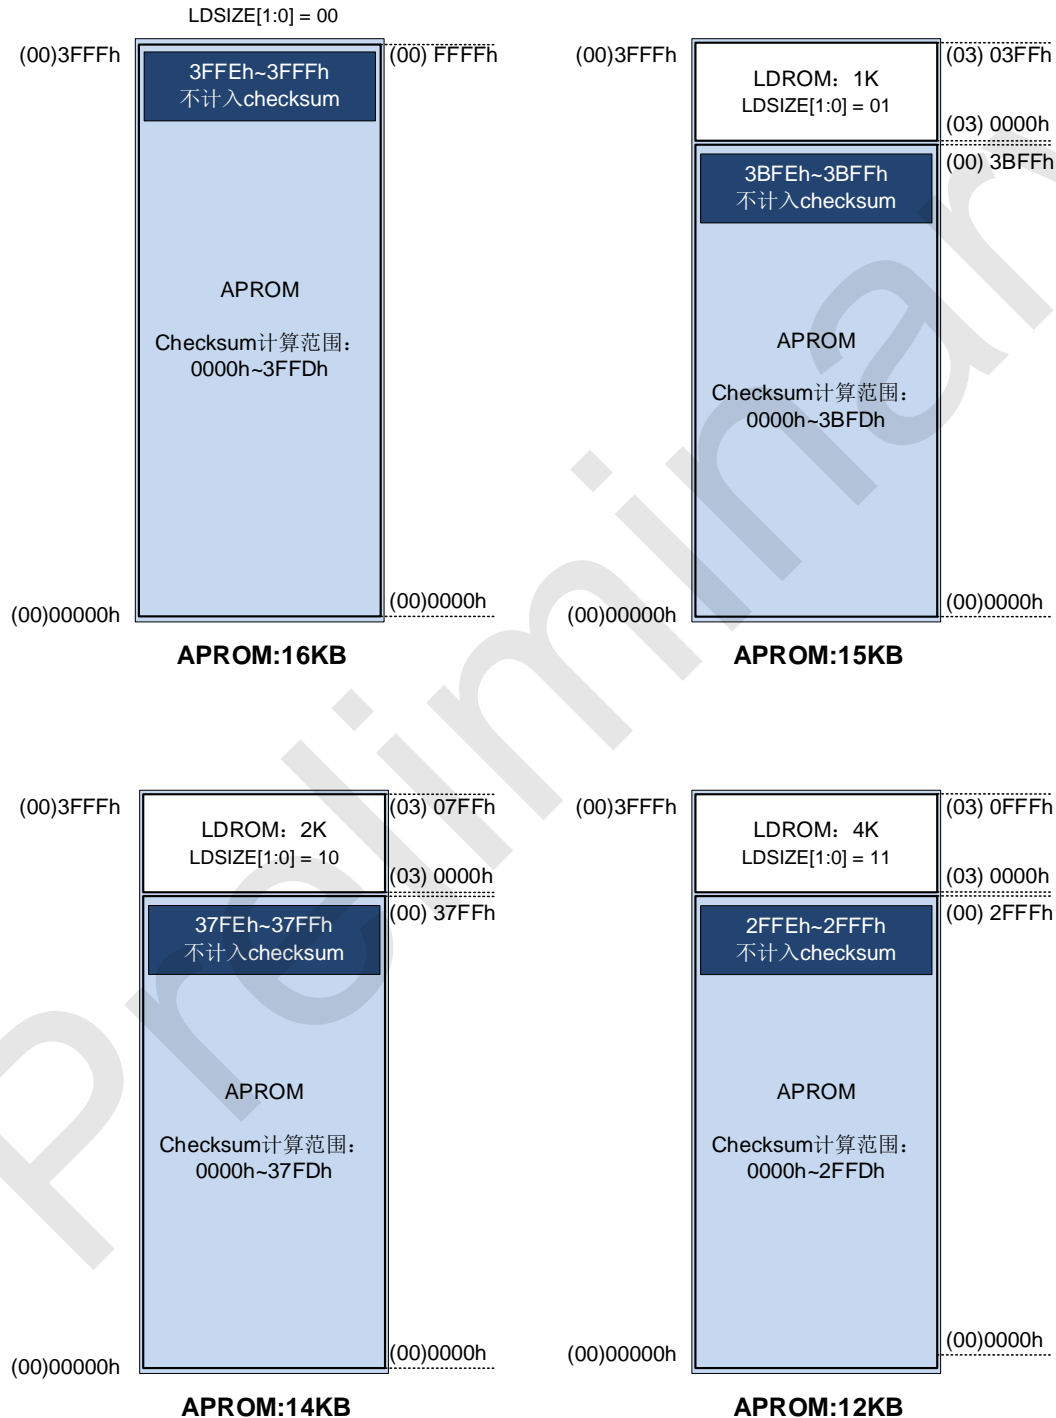 LDSIZE[1:0] = 00
(00)3FFFh
(00) FFFFh
3FFEh~3FFFh
不计入checksum
APROM
Checksum计算范围：
0000h~3FFDh
(00)00000h
(00)0000h
APROM:16KB
(00)3FFFh
(03) 03FFh
LDROM：1K
LDSIZE[1:0] = 01
(03) 0000h
(00) 3BFFh
3BFEh~3BFFh
不计入checksum
APROM
Checksum计算范围：
0000h~3BFDh
(00)00000h
(00)0000h
APROM:15KB
(00)3FFFh
(03) 07FFh
LDROM：2K
LDSIZE[1:0] = 10
(03) 0000h
(00) 37FFh
37FEh~37FFh
不计入checksum
APROM
Checksum计算范围：
0000h~37FDh
(00)00000h
(00)0000h
APROM:14KB
(00)3FFFh
(03) 0FFFh
LDROM：4K
LDSIZE[1:0] = 11
(03) 0000h
(00) 2FFFh
2FFEh~2FFFh
不计入checksum
APROM
Checksum计算范围：
0000h~2FFDh
(00)00000h
(00)0000h
APROM:12KB
Preliminary